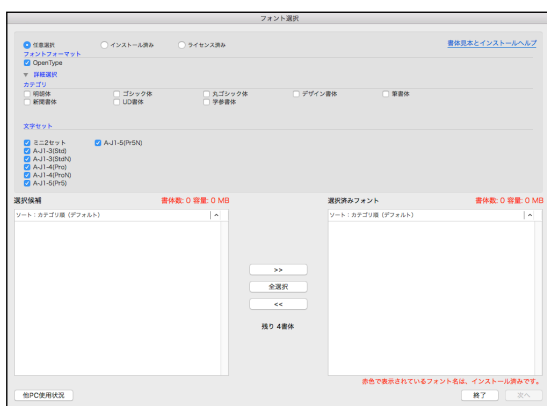 フォント選択
任意選択 インストール済み ライセンス済み 書体見本とインストールヘルプ
フォントフォーマット
OpenType
▼ 詳細選択
カテゴリ
明朝体 ゴシック体 丸ゴシック体 デザイン書体 筆書体
新聞書体 UD書体 学参書体
文字セット
ミニ2セット A-J1-5(Pr5N)
A-J1-3(Std)
A-J1-3(StdN)
A-J1-4(Pro)
A-J1-4(ProN)
A-J1-5(Pr5)
選択候補 書体数: 0 容量: 0 MB 選択済みフォント 書体数: 0 容量: 0 MB
ソート：カテゴリ順（デフォルト） ソート：カテゴリ順（デフォルト）
>>
全選択
<<
残り 4書体
赤色で表示されているフォント名は、インストール済みです。
他PC使用状況 終了 次へ